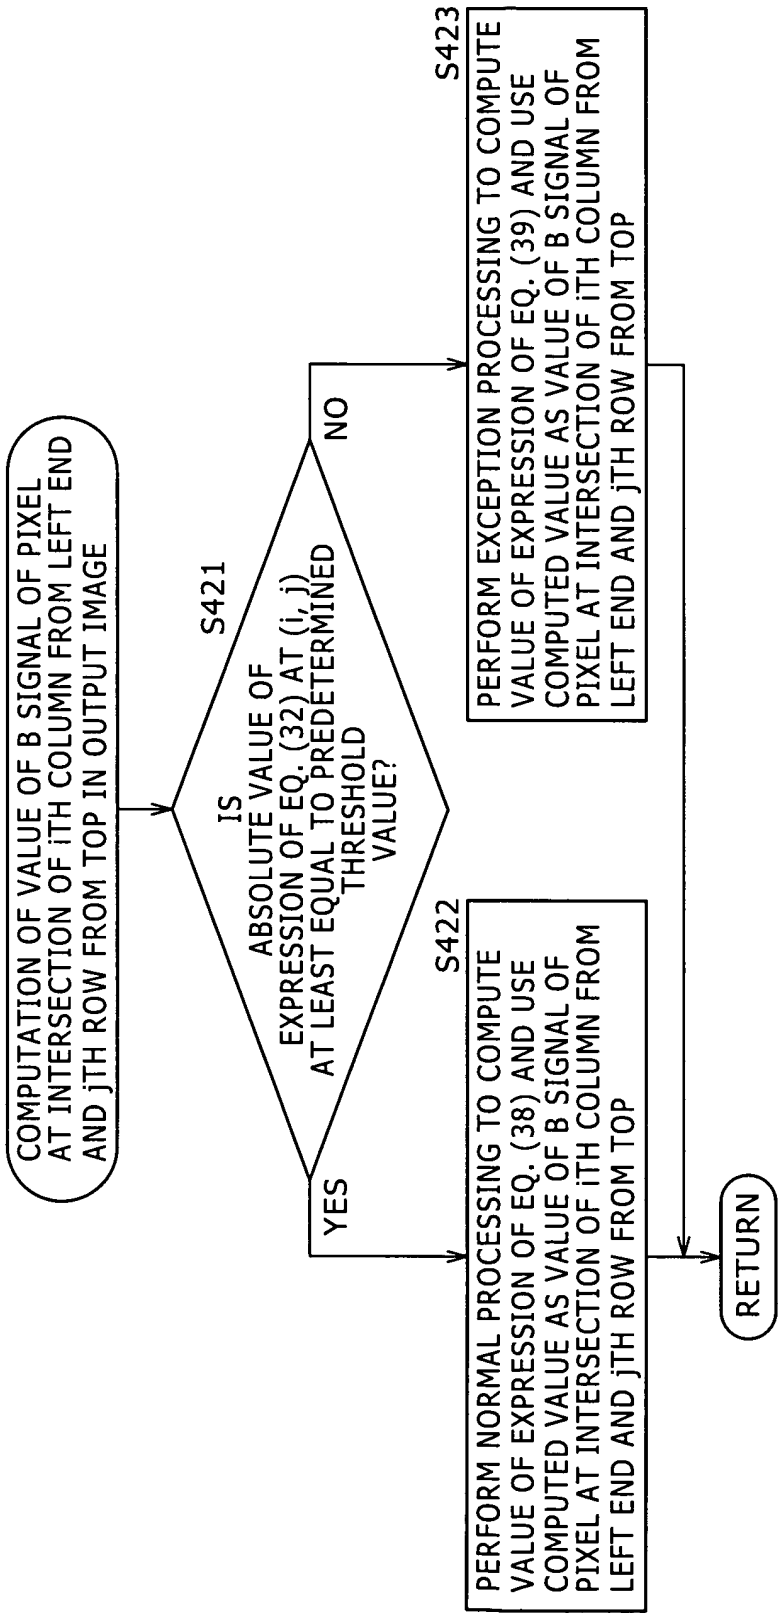 COMPUTATION OF VALUE OF B SIGNAL OF PIXEL
AT INTERSECTION OF iTH COLUMN FROM LEFT END
AND jTH ROW FROM TOP IN OUTPUT IMAGE
S421
IS
ABSOLUTE VALUE OF
EXPRESSION OF EQ. (32) AT (i, j)
AT LEAST EQUAL TO PREDETERMINED
THRESHOLD
VALUE?
YES
NO
S422
PERFORM NORMAL PROCESSING TO COMPUTE
VALUE OF EXPRESSION OF EQ. (38) AND USE
COMPUTED VALUE AS VALUE OF B SIGNAL OF
PIXEL AT INTERSECTION OF iTH COLUMN FROM
LEFT END AND jTH ROW FROM TOP
S423
PERFORM EXCEPTION PROCESSING TO COMPUTE
VALUE OF EXPRESSION OF EQ. (39) AND USE
COMPUTED VALUE AS VALUE OF B SIGNAL OF
PIXEL AT INTERSECTION OF iTH COLUMN FROM
LEFT END AND jTH ROW FROM TOP
RETURN